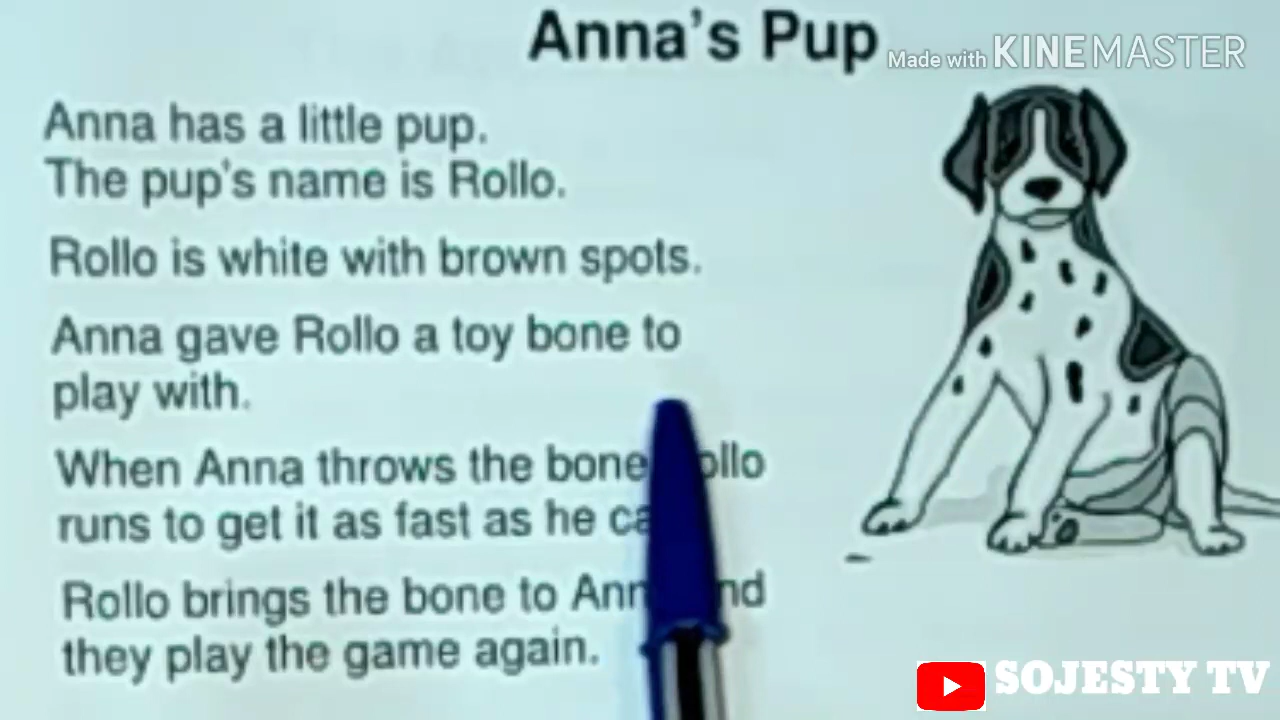 Anna's Pup
Made with KINEMASTER
Anna has a little pup.
The pup's name is Rollo.
Rollo is white with brown spots.
Anna gave Rollo a toy bone to
play with.
When Anna throws the bone
runs to get it as fast as he
Rollo brings the bone to
they play the game again.
SOJESTY TV